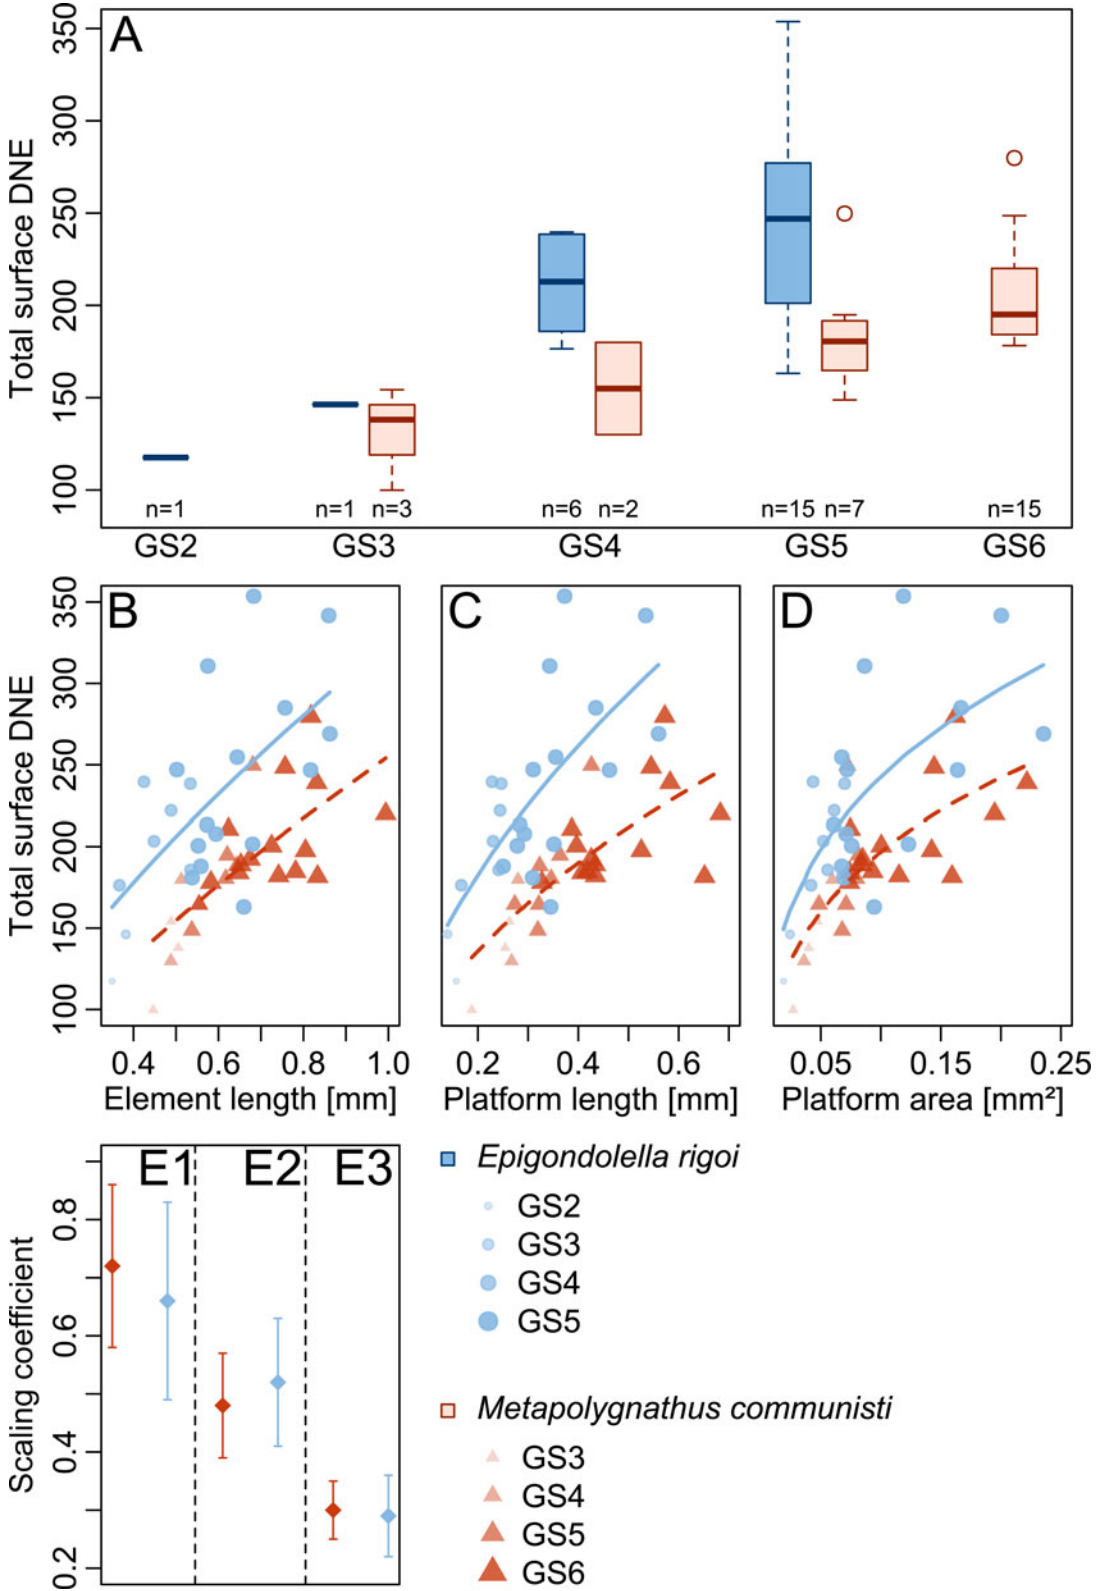 A
Total surface DNE
350
300
250
200
150
100
n=1 n=1 n=3 n=6 n=2 n=15 n=7 n=15
GS2 GS3 GS4 GS5 GS6
B C D
Total surface DNE
350
300
250
200
150
100
0.4 0.6 0.8 1.0 0.2 0.4 0.6 0.05 0.15 0.25
Element length [mm] Platform length [mm] Platform area [mm²]
E1 E2 E3
Scaling coefficient
0.8
0.6
0.4
0.2
Epigondolella rigoi
GS2
GS3
GS4
GS5
Metapolygnathus communisti
GS3
GS4
GS5
GS6